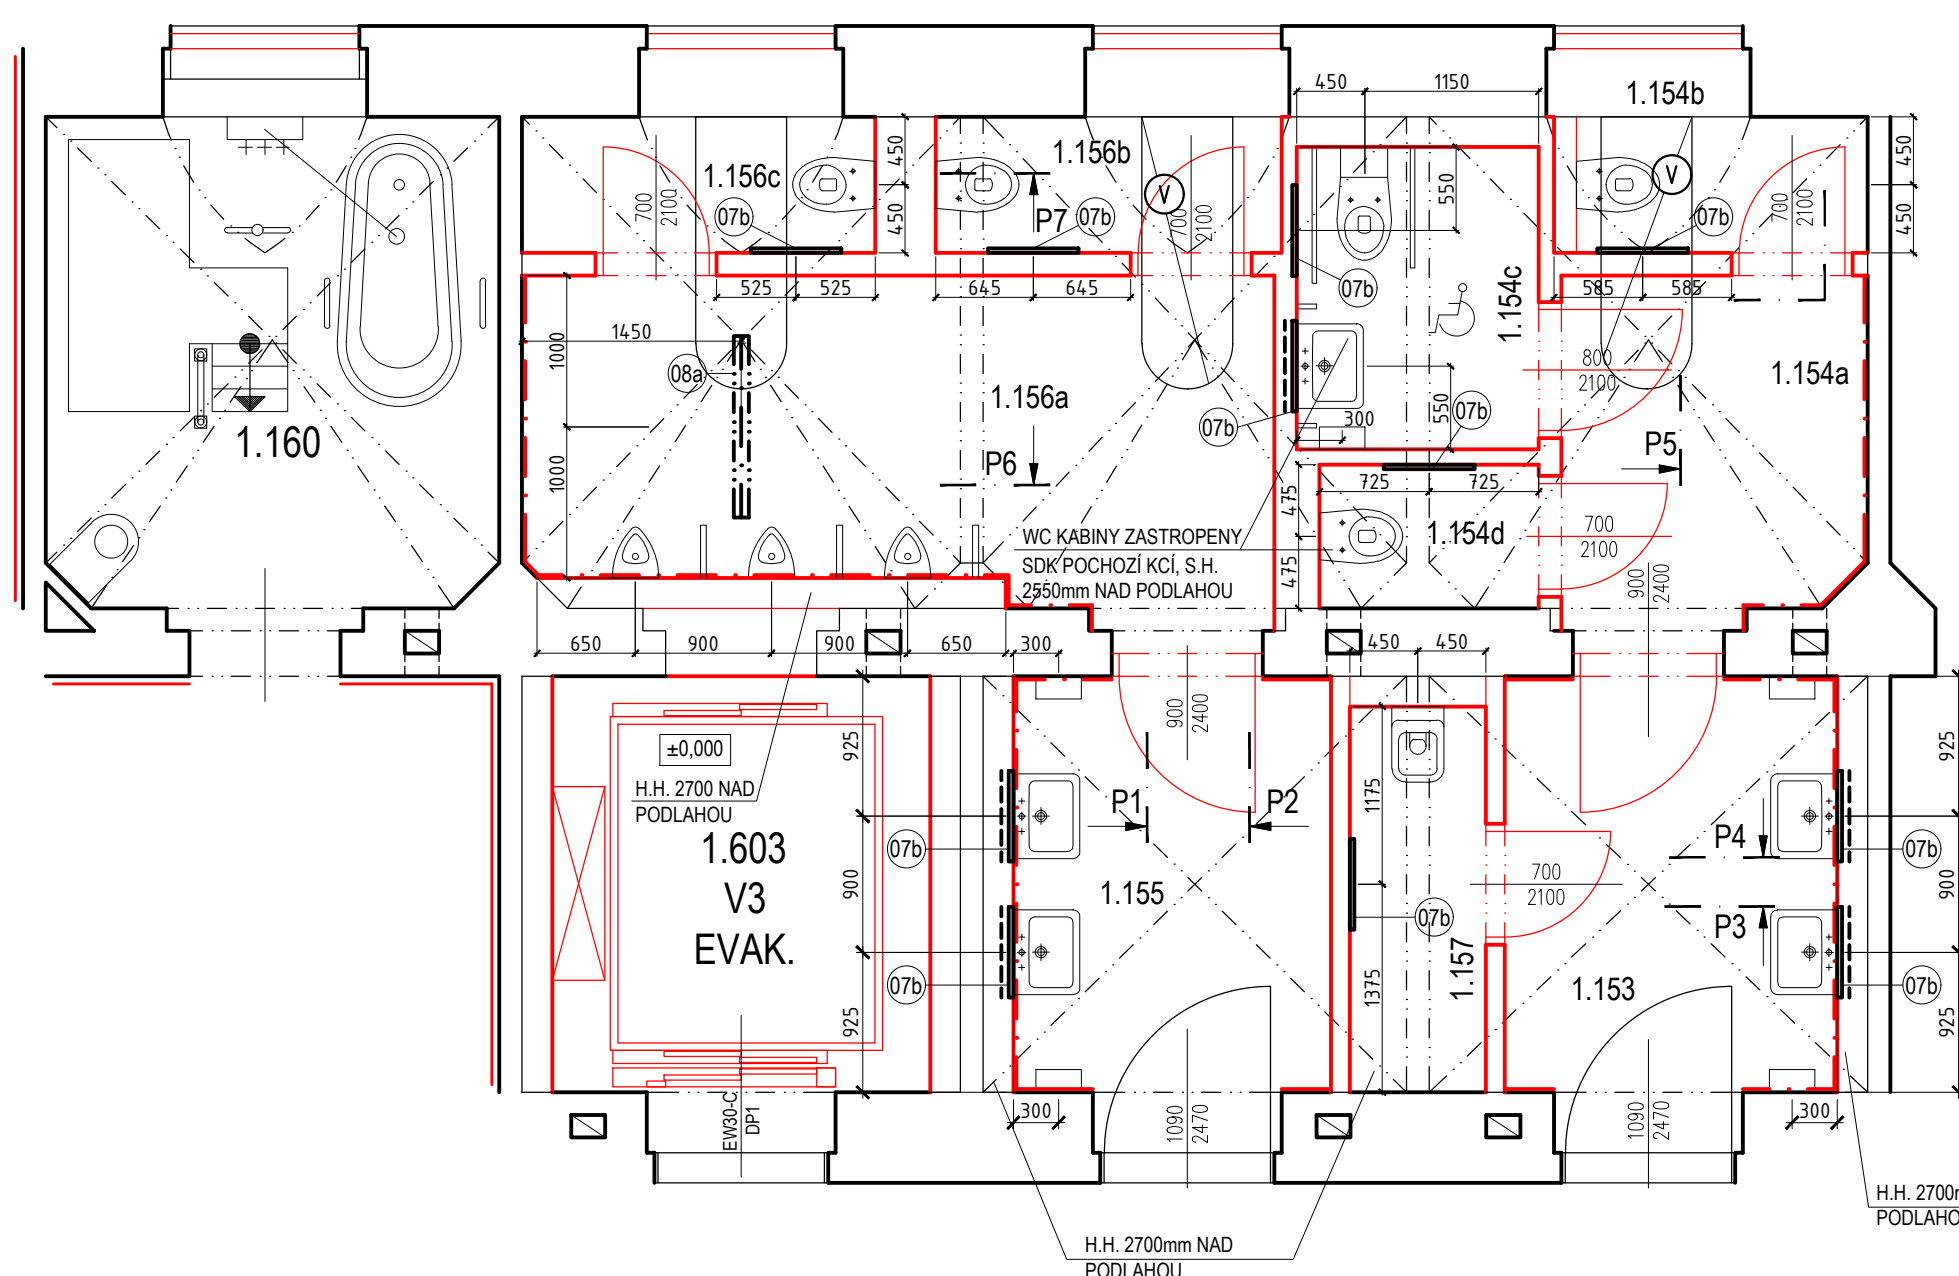 450
1150
1.154b
1.156c
1.156b
450
450
450
450
550
V
V
700
2100
07b
P7
07b
700
2100
700
2100
07b
1.154c
07b
525
525
645
645
585
585
1450
1000
1000
08a
1.156a
P6
800
2100
1.154a
07b
550
07b
300
P5
1.160
725
725
475
475
1.154d
700
2100
WC KABINY ZASTROPENY
SDK POCHOZÍ KCÍ, S.H.
2550mm NAD PODLAHOU
900
2400
650
900
900
650
300
450
450
±0,000
H.H. 2700 NAD
PODLAHOU
1.603
V3
EVAK.
925
900
925
07b
07b
900
2400
P1
P2
1.155
1175
1375
07b
1.157
700
2100
P4
P3
1.153
07b
07b
925
900
925
EW30-C
DP1
300
1090
2470
1090
2470
300
H.H. 2700mm NAD
PODLAHOU
H.H. 2700
PODLAHO